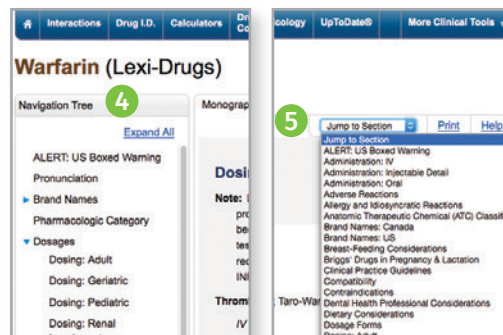 Interactions Drug I.D. Calculators
Warfarin (Lexi-Drugs)
Navigation Tree 4
Expand All
ALERT: US Boxed Warning
Pronunciation
Brand Names
Pharmacologic Category
Dosages
Dosing: Adult
Dosing: Geriatric
Dosing: Pediatric
Dosing: Renal
Monograp
Dosi
Note:
pro
tes
Throm
IV
cology UpToDate® More Clinical Tools
5
Jump to Section Print Help
Jump to Section
ALERT: US Boxed Warning
Administration: IV
Administration: Injectable Detail
Administration: Oral
Adverse Reactions
Allergy and Idiosyncratic Reactions
Anatomic Therapeutic Chemical (ATC) Classifi
Brand Names: Canada
Brand Names: US
Breast-Feeding Considerations
Briggs' Drugs in Pregnancy & Lactation
Clinical Practice Guidelines
Compatibility
Contraindications
Taro-War Dental Health Professional Considerations
Dietary Considerations
Dosage Forms